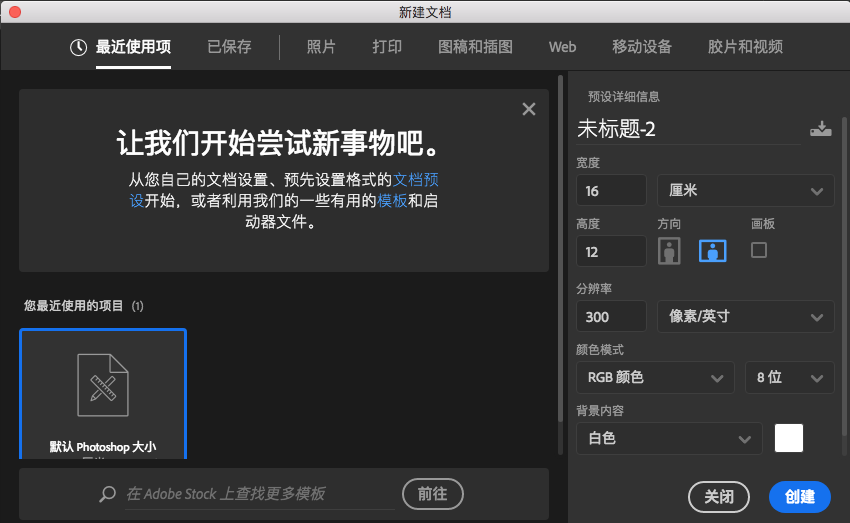 新建文档
最近使用项 已保存 照片 打印 图稿和插图 Web 移动设备 胶片和视频
让我们开始尝试新事物吧。
从您自己的文档设置、预先设置格式的文档预
设开始，或者利用我们的一些有用的模板和启
动器文件。
您最近使用的项目 (1)
默认 Photoshop 大小
在 Adobe Stock 上查找更多模板
前往
预设详细信息
未标题-2
宽度
16 厘米
高度 方向 画板
12
分辨率
300 像素/英寸
颜色模式
RGB 颜色 8 位
背景内容
白色
关闭 创建